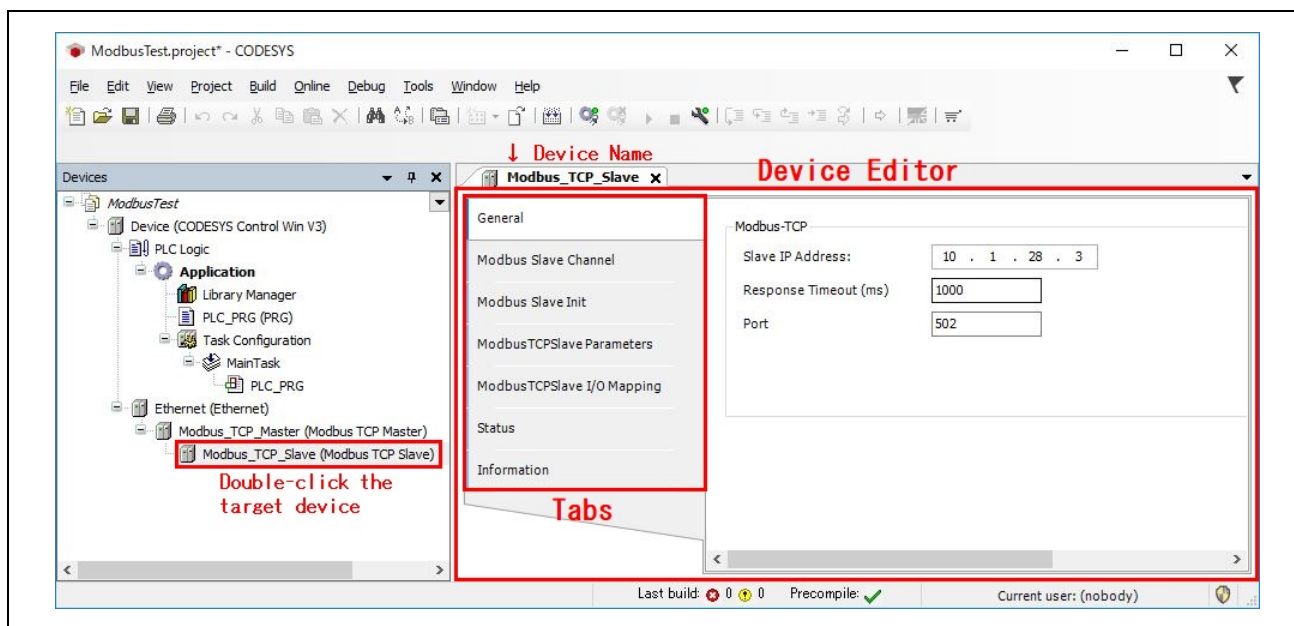 ModbusTest.project* - CODESYS
File Edit View Project Build Online Debug Tools Window Help
↓ Device Name
Devices
Modbus_TCP_Slave
Device Editor
ModbusTest
Device (CODESYS Control Win V3)
PLC Logic
Application
Library Manager
PLC_PRG (PRG)
Task Configuration
MainTask
PLC_PRG
Ethernet (Ethernet)
Modbus_TCP_Master (Modbus TCP Master)
Modbus_TCP_Slave (Modbus TCP Slave)
Double-click the
target device
General
Modbus Slave Channel
Modbus Slave Init
ModbusTCPSlave Parameters
ModbusTCPSlave I/O Mapping
Status
Information
Tabs
Modbus-TCP
Slave IP Address: 10 . 1 . 28 . 3
Response Timeout (ms) 1000
Port 502
Last build: 0 0 Precompile: Current user: (nobody)